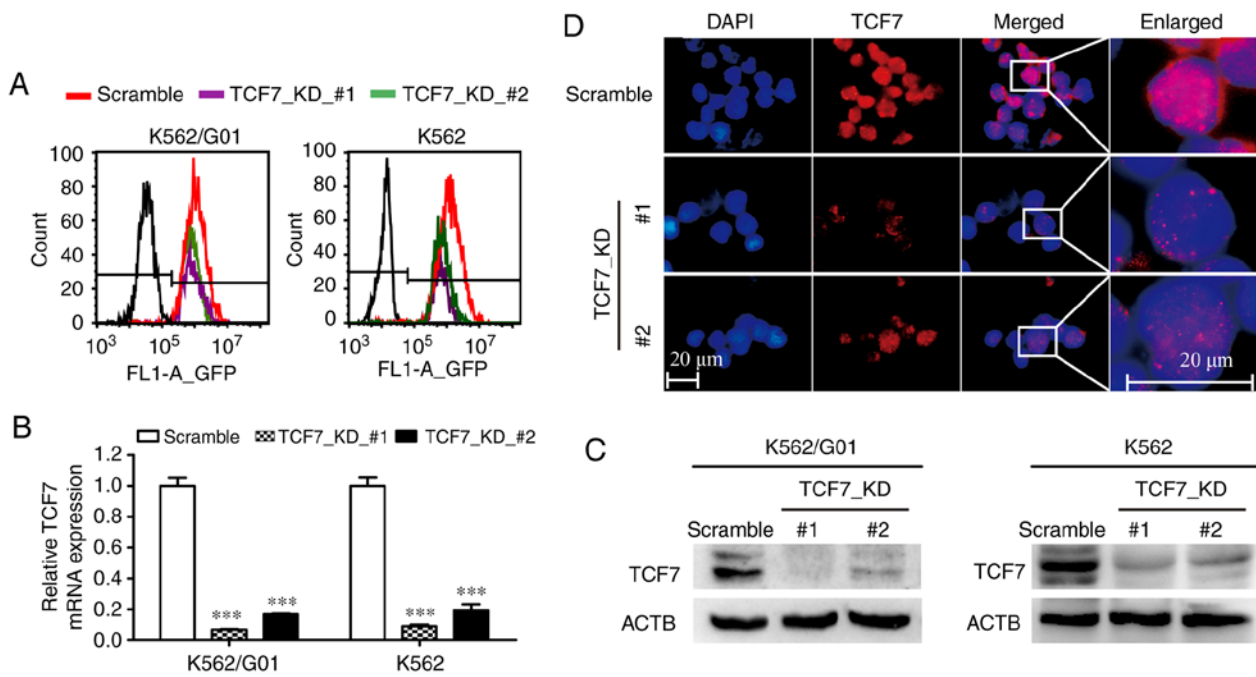 A
Scramble TCF7_KD_#1 TCF7_KD_#2
K562/G01
Count
100
80
60
40
20
0
10³ 10⁵ 10⁷
FL1-A_GFP
K562
Count
100
80
60
40
20
0
10³ 10⁵ 10⁷
FL1-A_GFP
B
Scramble TCF7_KD_#1 TCF7_KD_#2
Relative TCF7
mRNA expression
1.2
1.0
0.8
0.6
0.4
0.2
0.0
*** *** *** ***
K562/G01 K562
D
DAPI TCF7 Merged Enlarged
Scramble
TCF7_KD
#1
#2
20 µm
20 µm
C
K562/G01
TCF7_KD
Scramble #1 #2
TCF7
ACTB
K562
TCF7_KD
Scramble #1 #2
TCF7
ACTB